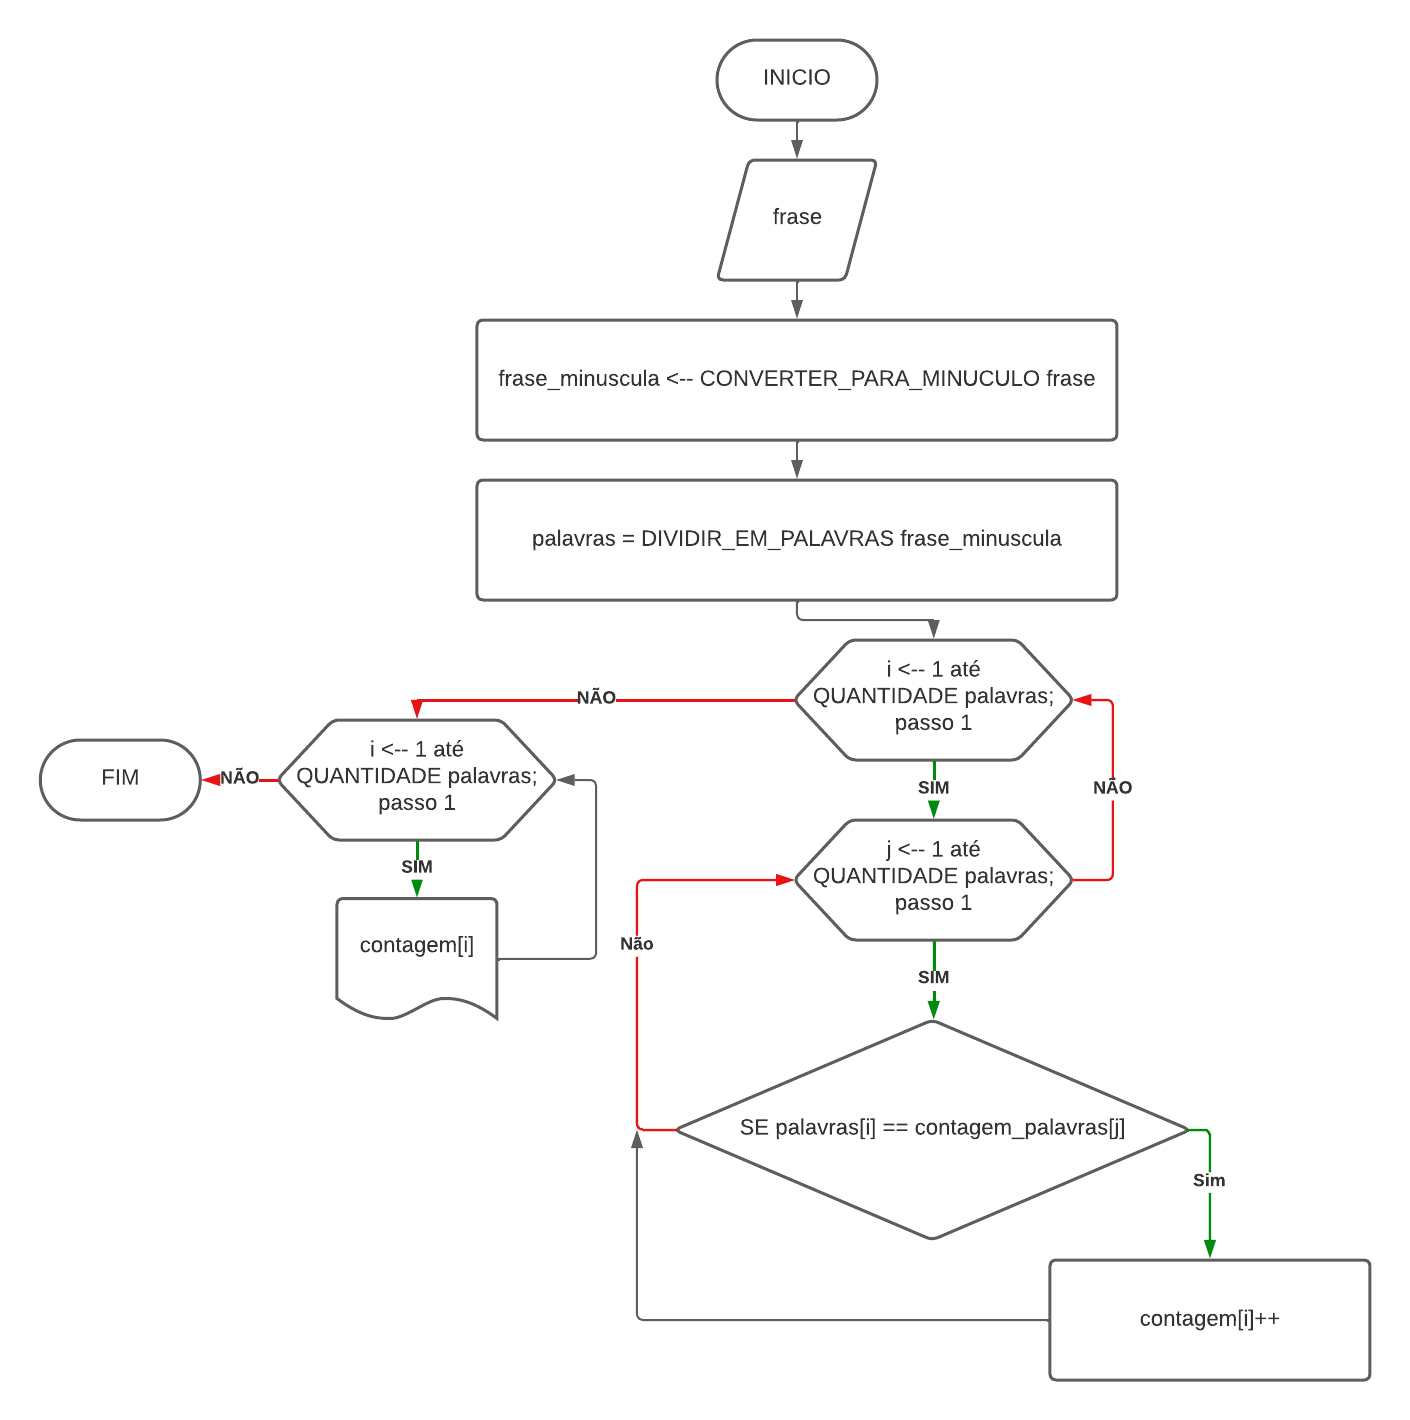 INICIO
frase
frase_minuscula <-- CONVERTER_PARA_MINUCULO frase
palavras = DIVIDIR_EM_PALAVRAS frase_minuscula
i <-- 1 até
QUANTIDADE palavras;
passo 1
NÃO
i <-- 1 até
QUANTIDADE palavras;
passo 1
NÃO
FIM
SIM
contagem[i]
SIM
NÃO
j <-- 1 até
QUANTIDADE palavras;
passo 1
Não
SIM
SE palavras[i] == contagem_palavras[j]
Sim
contagem[i]++